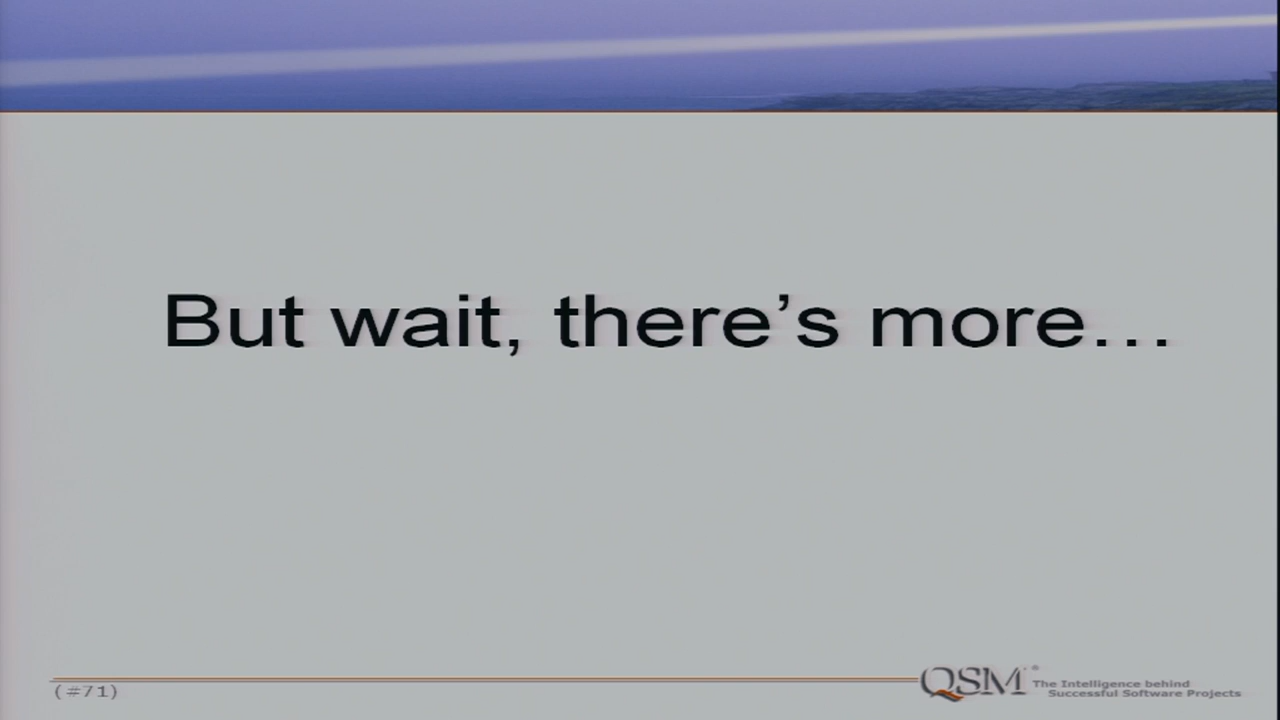 But wait, there’s more…
(#71)
QSM®
The Intelligence behind
Successful Software Projects